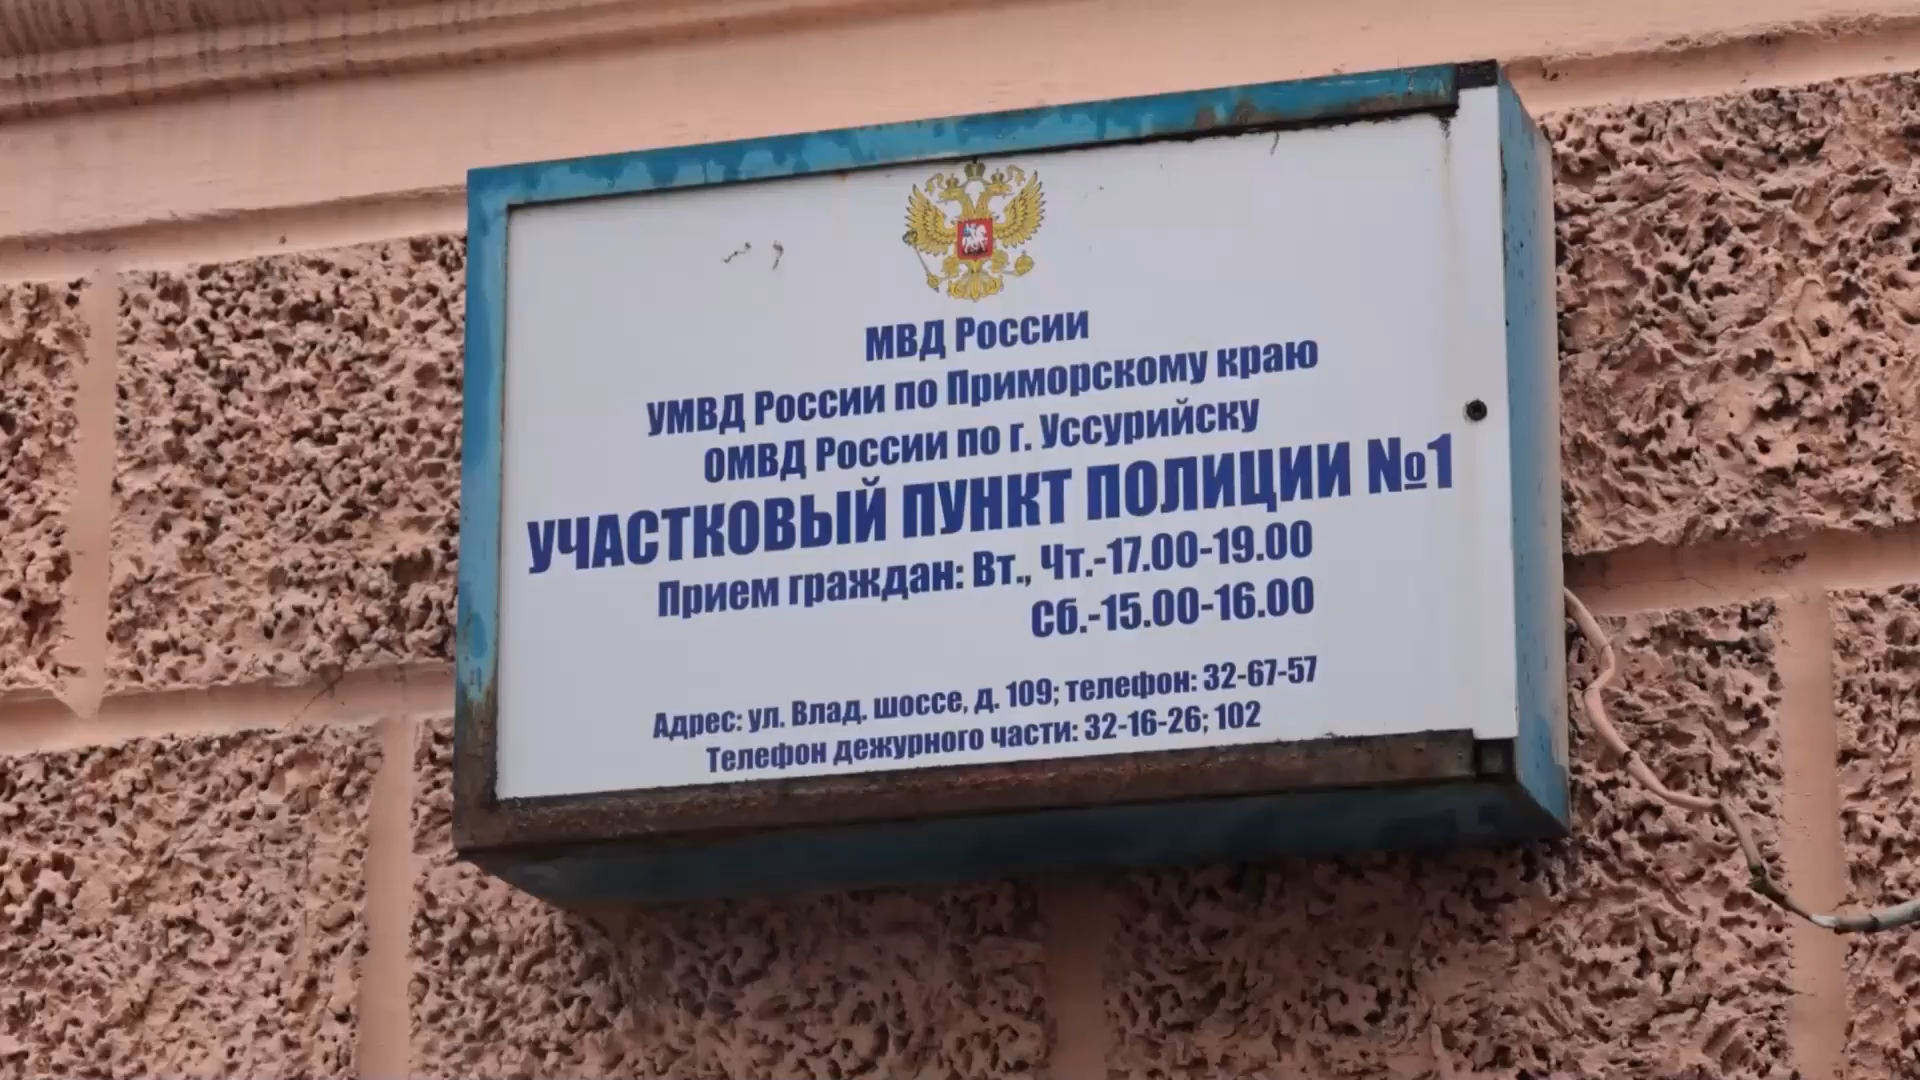 МВД России
УМВД России по Приморскому краю
ОМВД России по г. Уссурийску
УЧАСТКОВЫЙ ПУНКТ ПОЛИЦИИ №1
Прием граждан: Вт., Чт.-17.00-19.00
Сб.-15.00-16.00
Адрес: ул. Влад. шоссе, д. 109; телефон: 32-67-57
Телефон дежурного части: 32-16-26; 102